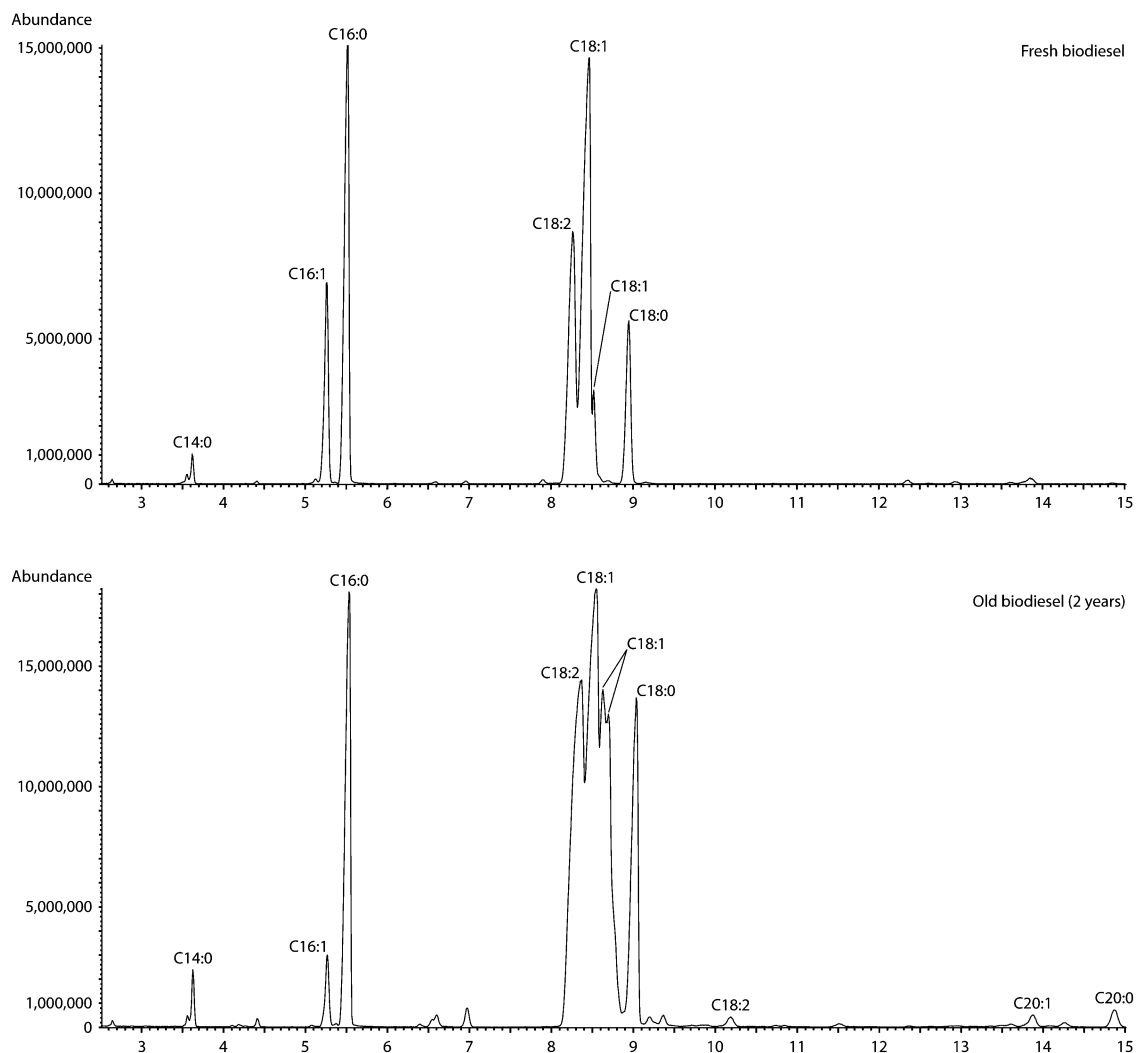 Abundance
Fresh biodiesel
C16:0
C18:1
15,000,000
10,000,000
C18:2
C16:1
C18:1
C18:0
5,000,000
C14:0
1,000,000
0
3 4 5 6 7 8 9 10 11 12 13 14 15
Abundance
Old biodiesel (2 years)
C16:0
C18:1
C18:1
15,000,000
C18:2
C18:0
10,000,000
5,000,000
C16:1
C14:0
1,000,000
C18:2
C20:1
C20:0
0
3 4 5 6 7 8 9 10 11 12 13 14 15